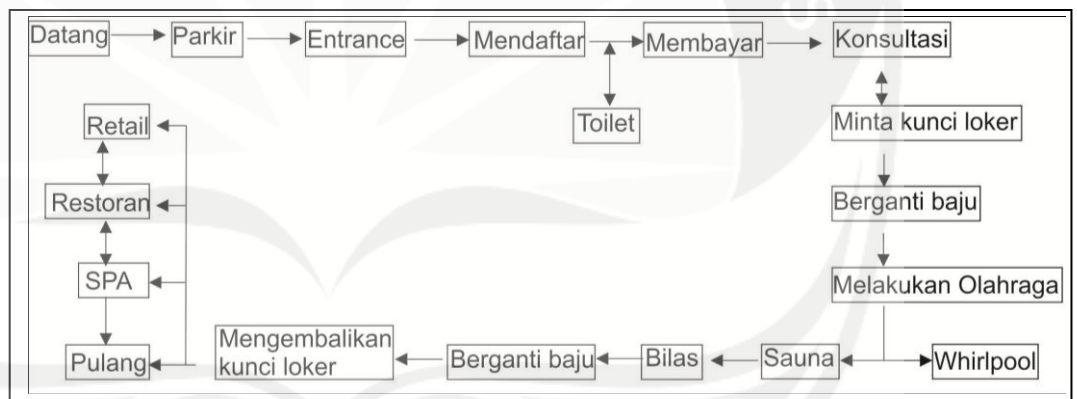 Datang
Parkir
Entrance
Mendaftar
Membayar
Konsultasi
Toilet
Minta kunci loker
Berganti baju
Melakukan Olahraga
Whirlpool
Sauna
Bilas
Berganti baju
Mengembalikan
kunci loker
Retail
Restoran
SPA
Pulang